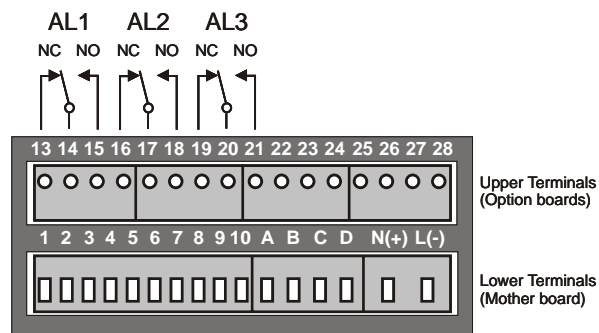 AL1 AL2 AL3
NC NO NC NO NC NO
13 14 15 16 17 18 19 20 21 22 23 24 25 26 27 28
Upper Terminals
(Option boards)
1 2 3 4 5 6 7 8 9 10 A B C D N(+) L(-)
Lower Terminals
(Mother board)